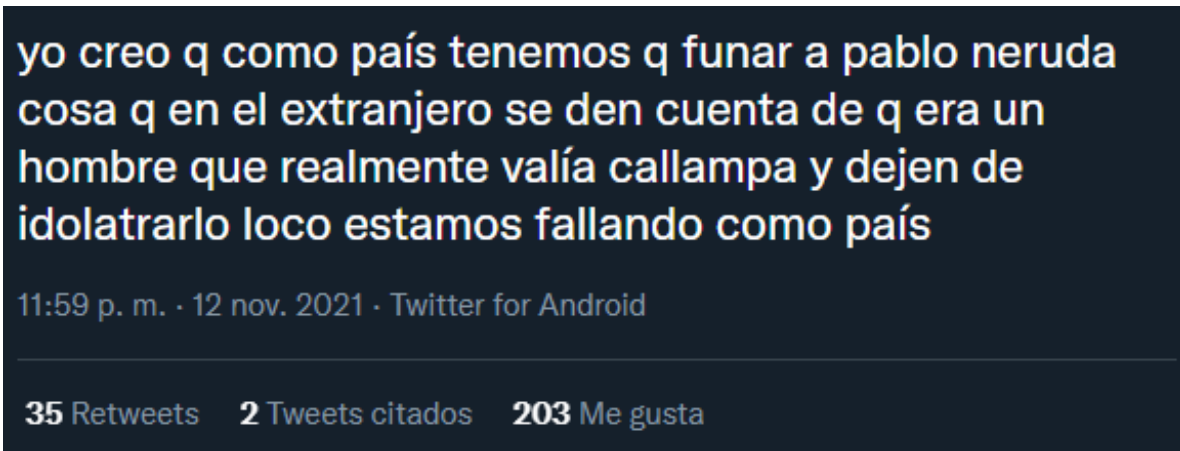 yo creo q como país tenemos q funar a pablo neruda
cosa q en el extranjero se den cuenta de q era un
hombre que realmente valía callampa y dejen de
idolatrarlo loco estamos fallando como país
11:59 p. m. · 12 nov. 2021 · Twitter for Android
35 Retweets 2 Tweets citados 203 Me gusta